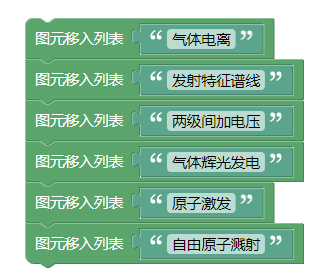 图元移入列表 “ 气体电离 ”
图元移入列表 “ 发射特征谱线 ”
图元移入列表 “ 两级间加电压 ”
图元移入列表 “ 气体辉光发电 ”
图元移入列表 “ 原子激发 ”
图元移入列表 “ 自由原子溅射 ”